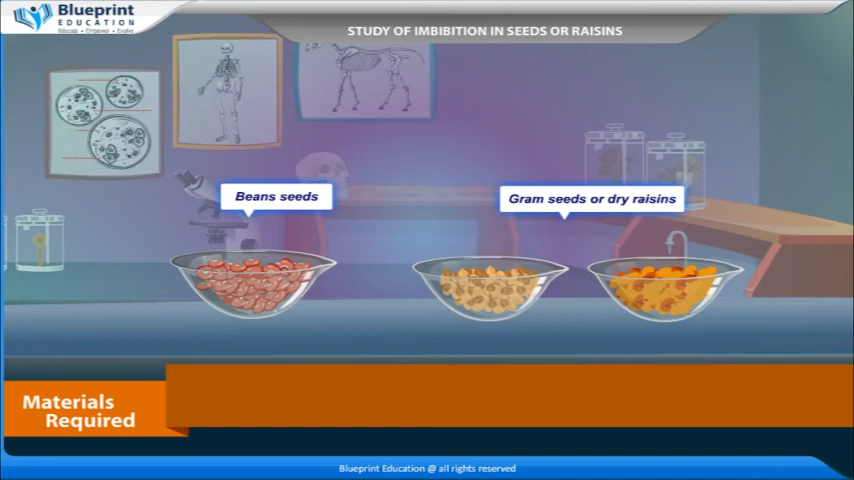 Blueprint
EDUCATION
Educate • Empower • Evolve
STUDY OF IMBIBITION IN SEEDS OR RAISINS
Beans seeds
Gram seeds or dry raisins
Materials
Required
Blueprint Education @ all rights reserved